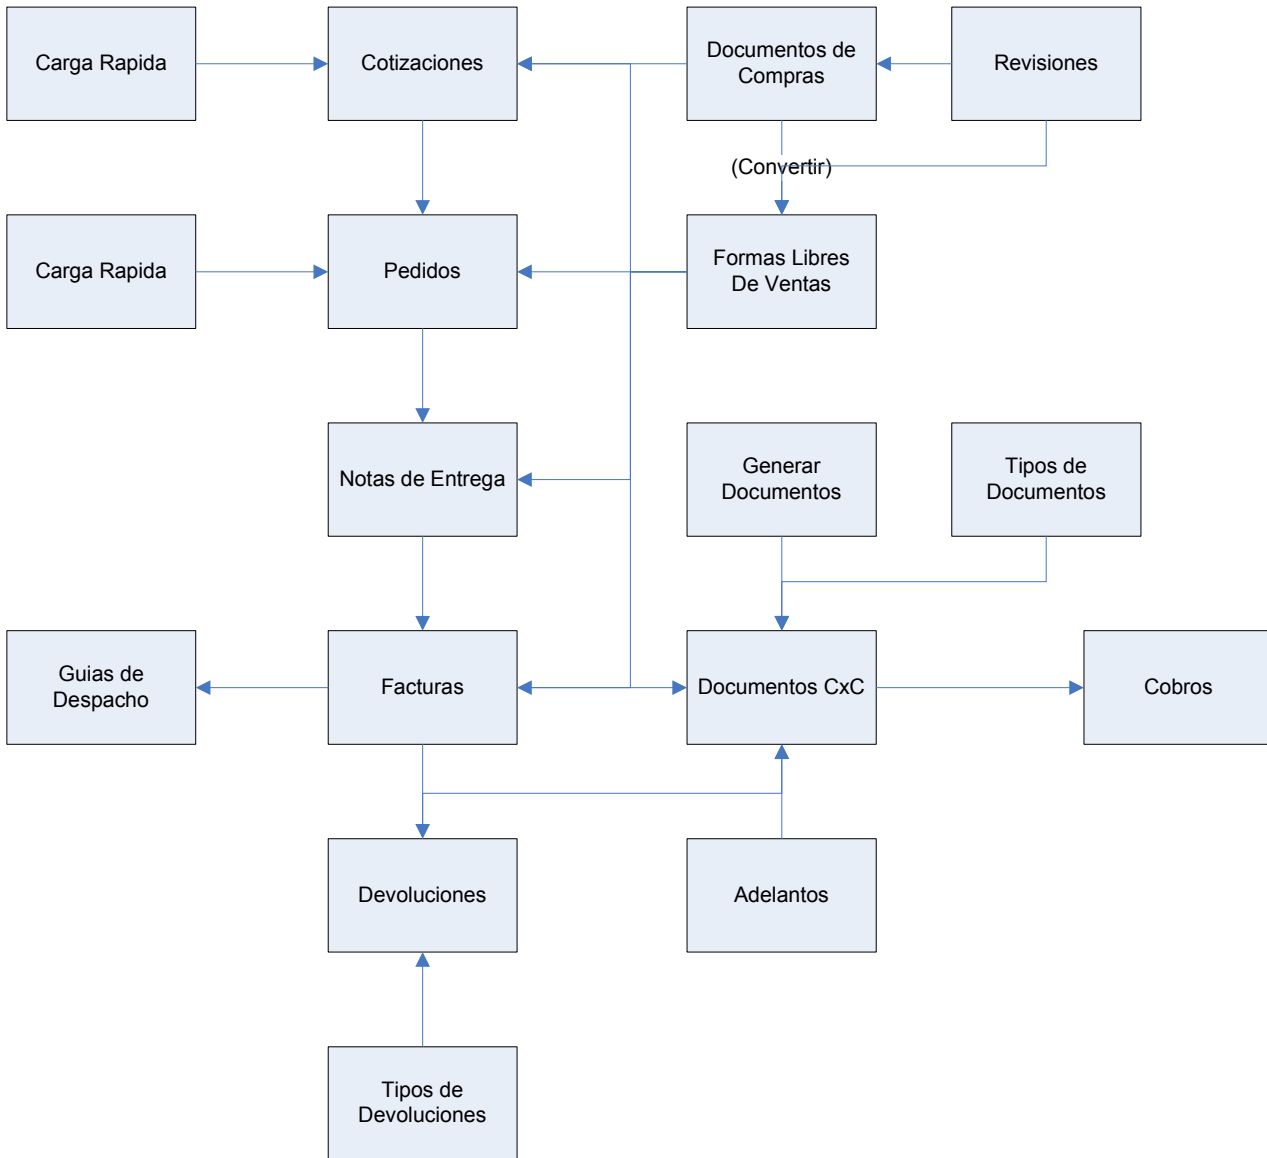 Carga Rapida
Cotizaciones
Documentos de
Compras
Revisiones
(Convertir)
Carga Rapida
Pedidos
Formas Libres
De Ventas
Notas de Entrega
Generar
Documentos
Tipos de
Documentos
Guias de
Despacho
Facturas
Documentos CxC
Cobros
Devoluciones
Adelantos
Tipos de
Devoluciones